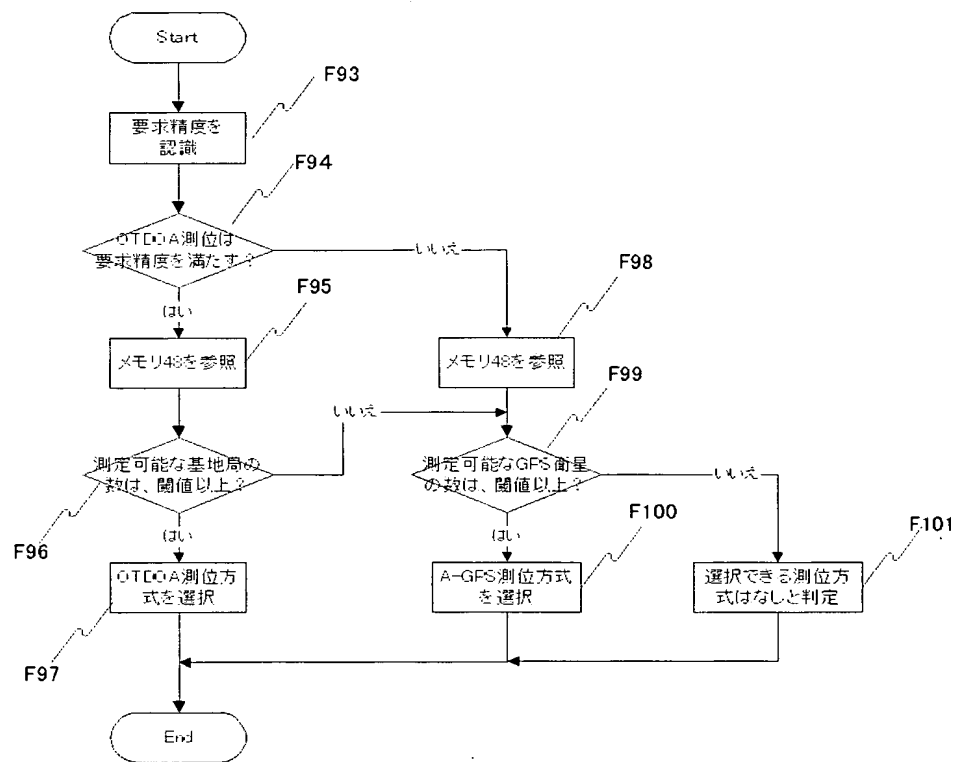 Start
F93
要求精度を
認識
F94
OTDOA測位は
要求精度を満たす？
いいえ
はい
F95
F98
メモリ48を参照
メモリ48を参照
F99
いいえ
測定可能な基地局の
数は、閾値以上？
測定可能なGPS衛星
の数は、閾値以上？
いいえ
F96
はい
はい
F100
F101
OTDOA測位方
式を選択
A-GPS測位方式
を選択
選択できる測位方
式はなしと判定
F97
End